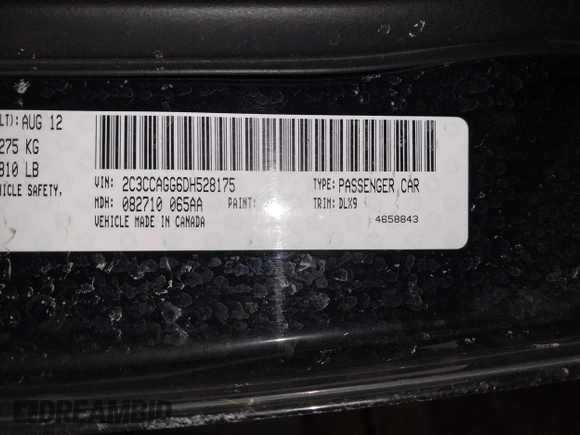 LT): AUG 12
275 KG
810 LB
HICLE SAFETY,
VIN: 2C3CCAGG6DH528175 TYPE: PASSENGER CAR
MDH: 082710 065AA PAINT: TRIM: DLX9
VEHICLE MADE IN CANADA 4658843
DREAMBID